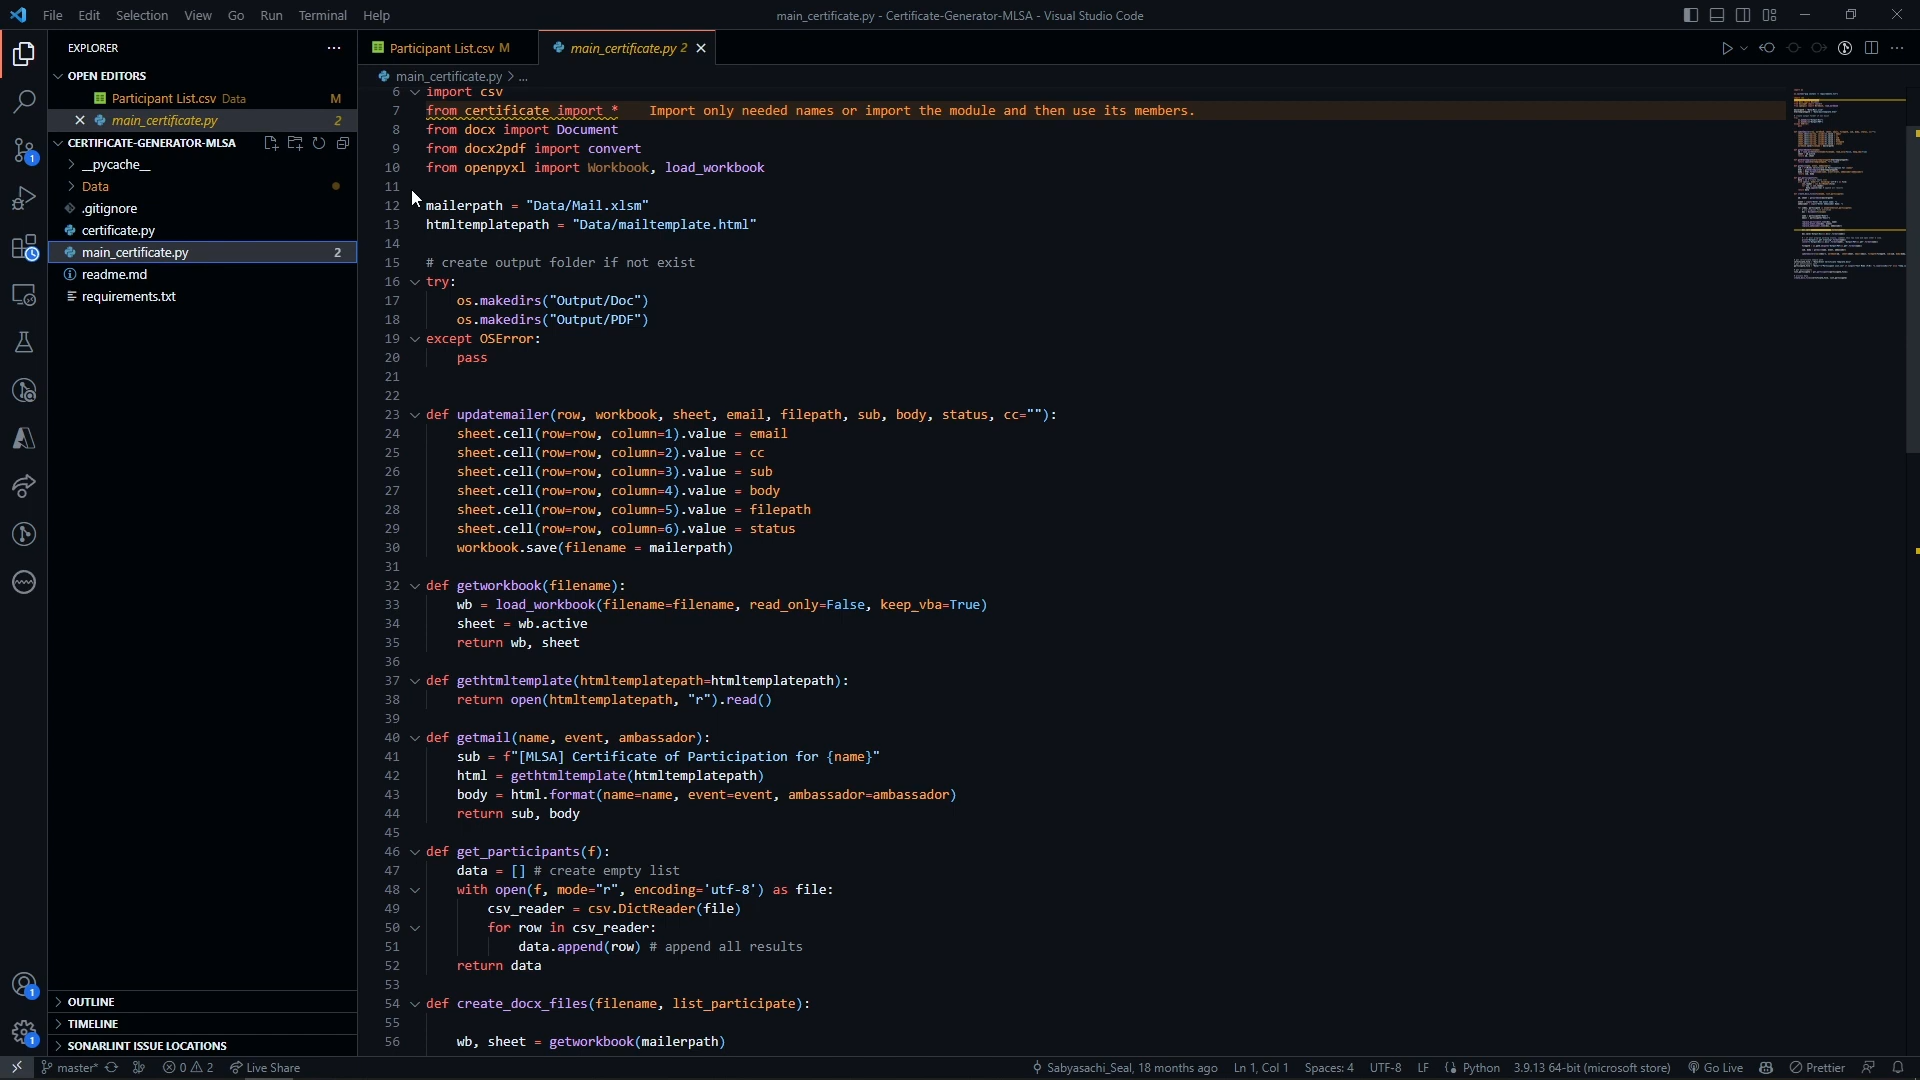 File Edit Selection View Go Run Terminal Help
main_certificate.py - Certificate-Generator-MLSA - Visual Studio Code
EXPLORER
OPEN EDITORS
Participant List.csv Data M
main_certificate.py 2
CERTIFICATE-GENERATOR-MLSA
__pycache__
Data
.gitignore
certificate.py
main_certificate.py 2
readme.md
requirements.txt
OUTLINE
TIMELINE
SONARLINT ISSUE LOCATIONS
1
1
1
Participant List.csv M
main_certificate.py 2
main_certificate.py > ...
6 import csv
7 from certificate import * Import only needed names or import the module and then use its members.
8 from docx import Document
9 from docx2pdf import convert
10 from openpyxl import Workbook, load_workbook
11
12 mailerpath = "Data/Mail.xlsm"
13 htmltemplatepath = "Data/mailtemplate.html"
14
15 # create output folder if not exist
16 try:
17 os.makedirs("Output/Doc")
18 os.makedirs("Output/PDF")
19 except OSError:
20 pass
21
22
23 def updatemailer(row, workbook, sheet, email, filepath, sub, body, status, cc=""):
24 sheet.cell(row=row, column=1).value = email
25 sheet.cell(row=row, column=2).value = cc
26 sheet.cell(row=row, column=3).value = sub
27 sheet.cell(row=row, column=4).value = body
28 sheet.cell(row=row, column=5).value = filepath
29 sheet.cell(row=row, column=6).value = status
30 workbook.save(filename = mailerpath)
31
32 def getworkbook(filename):
33 wb = load_workbook(filename=filename, read_only=False, keep_vba=True)
34 sheet = wb.active
35 return wb, sheet
36
37 def gethtmltemplate(htmltemplatepath=htmltemplatepath):
38 return open(htmltemplatepath, "r").read()
39
40 def getmail(name, event, ambassador):
41 sub = f"[MLSA] Certificate of Participation for {name}"
42 html = gethtmltemplate(htmltemplatepath)
43 body = html.format(name=name, event=event, ambassador=ambassador)
44 return sub, body
45
46 def get_participants(f):
47 data = [] # create empty list
48 with open(f, mode="r", encoding='utf-8') as file:
49 csv_reader = csv.DictReader(file)
50 for row in csv_reader:
51 data.append(row) # append all results
52 return data
53
54 def create_docx_files(filename, list_participate):
55
56 wb, sheet = getworkbook(mailerpath)
master* 0 2 Live Share
Sabyasachi_Seal, 18 months ago Ln 1, Col 1 Spaces: 4 UTF-8 LF Python 3.9.13 64-bit (microsoft store) Go Live Prettier